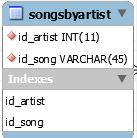 songsbyartist
id_artist INT(11)
id_song VARCHAR(45)
Indexes
id_artist
id_song